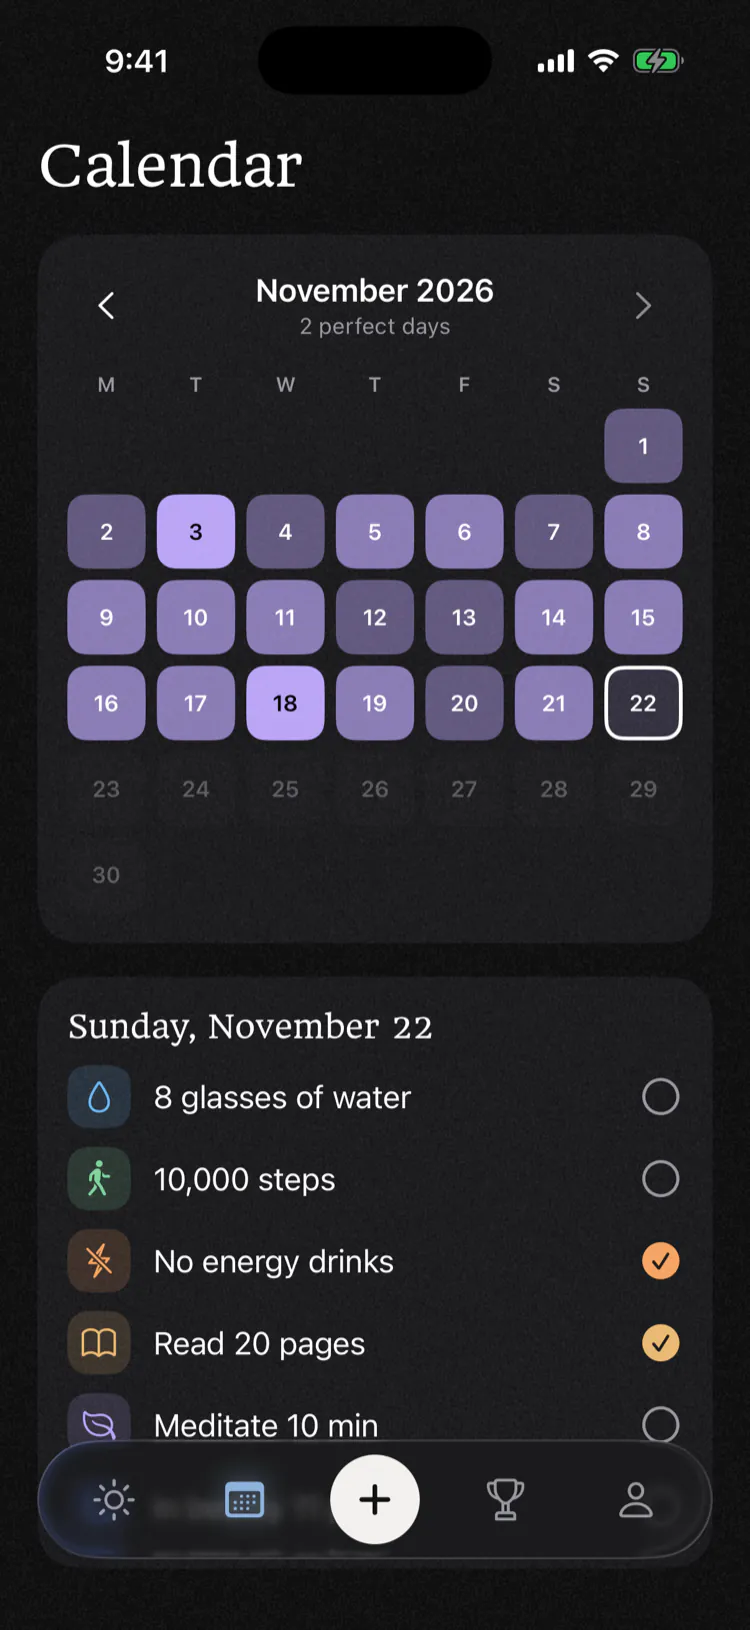 9:41
Calendar
November 2026
2 perfect days
M T W T F S S
1
2 3 4 5 6 7 8
9 10 11 12 13 14 15
16 17 18 19 20 21 22
23 24 25 26 27 28 29
30
Sunday, November 22
8 glasses of water
10,000 steps
No energy drinks
Read 20 pages
Meditate 10 min